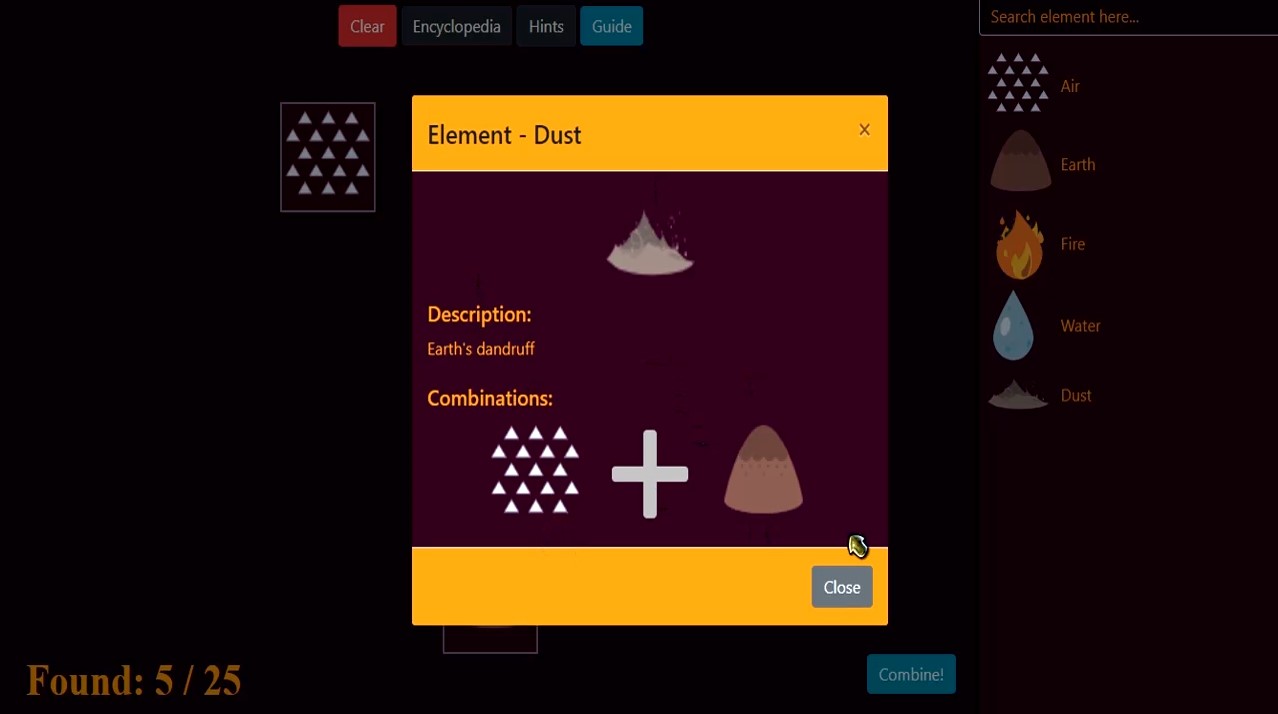 Clear
Encyclopedia
Hints
Guide
Search element here...
Air
Earth
Fire
Water
Dust
Element - Dust
×
Description:
Earth's dandruff
Combinations:
Close
Found: 5 / 25
Combine!